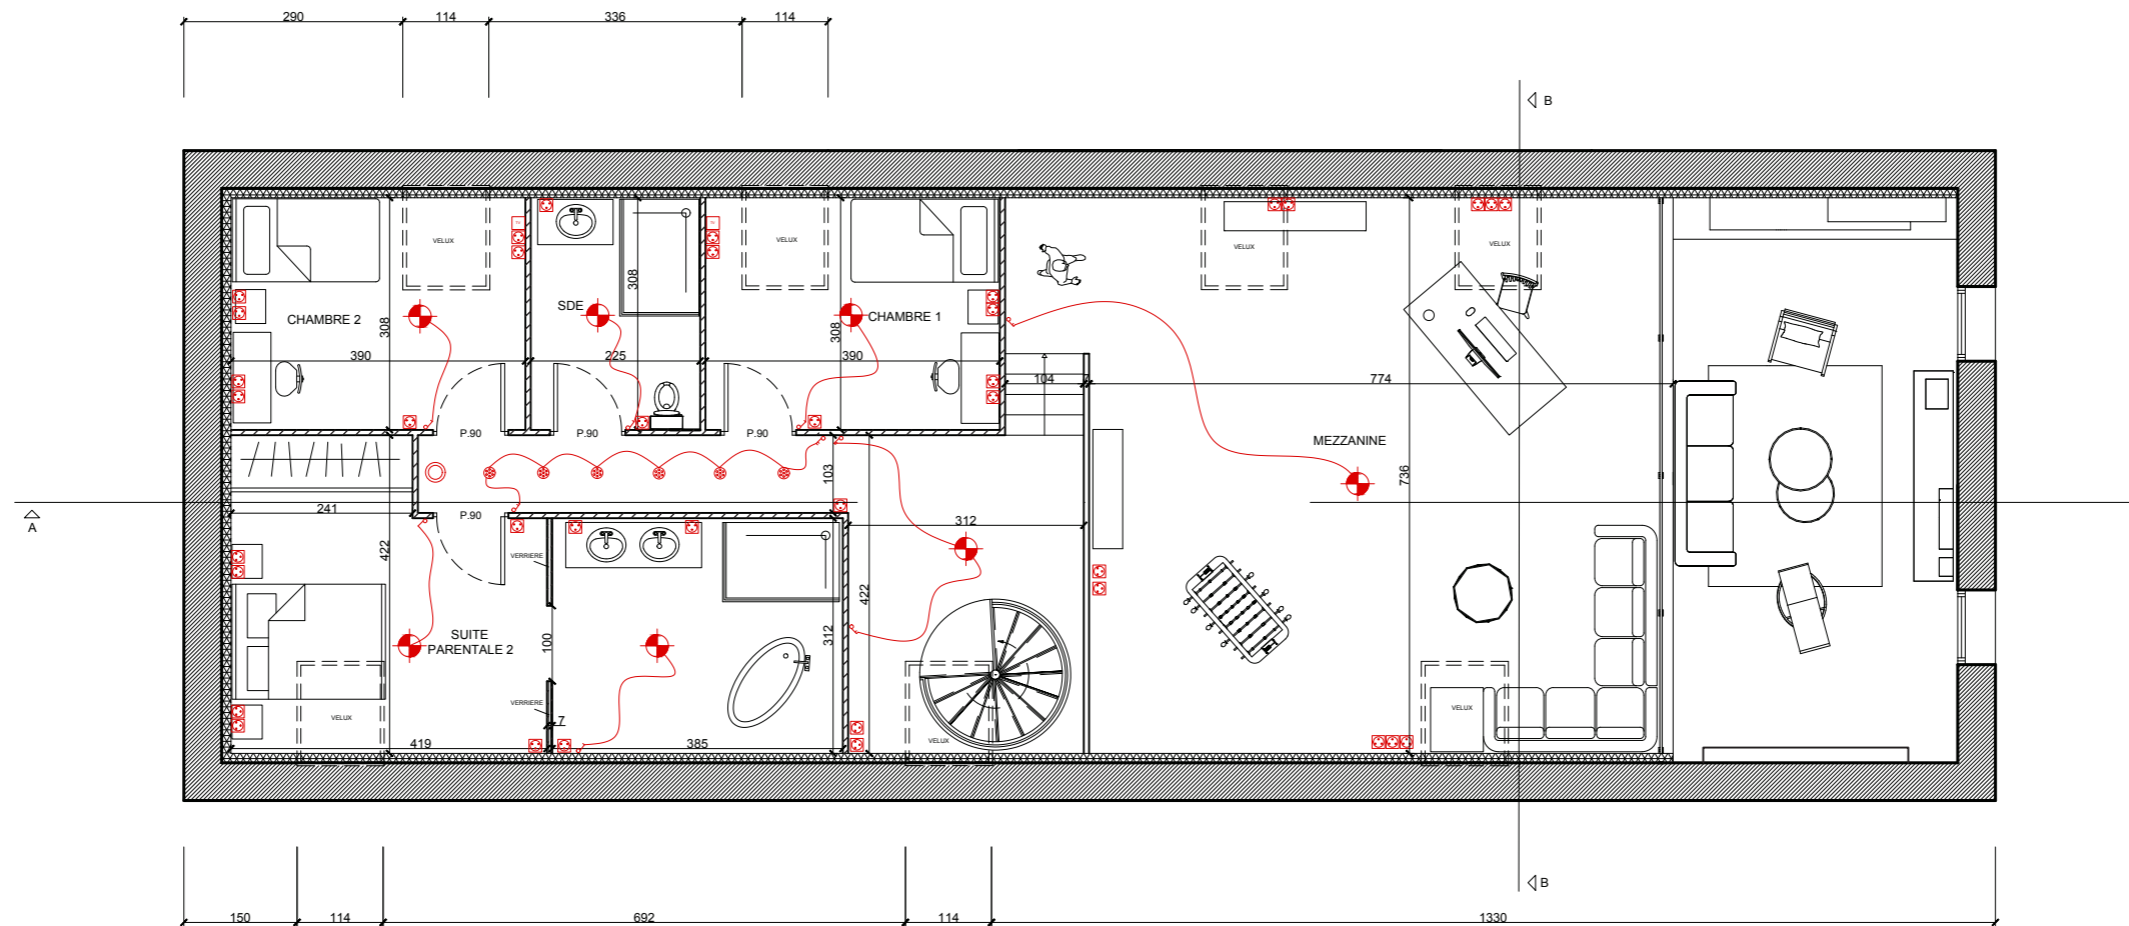 290 114 336 114
B
VELUX VELUX VELUX VELUX
308
SDE
CHAMBRE 2 308 CHAMBRE 1 308
390 225 390
104 7 774
P.90 P.90 P.90
MEZZANINE
103 736
241
P.90
312
A
422
VERRIERE
422
SUITE
PARENTALE 2
100 312
VERRIERE
VELUX VELUX
7
419 385
VELUX
B
150 114 692 114 1330